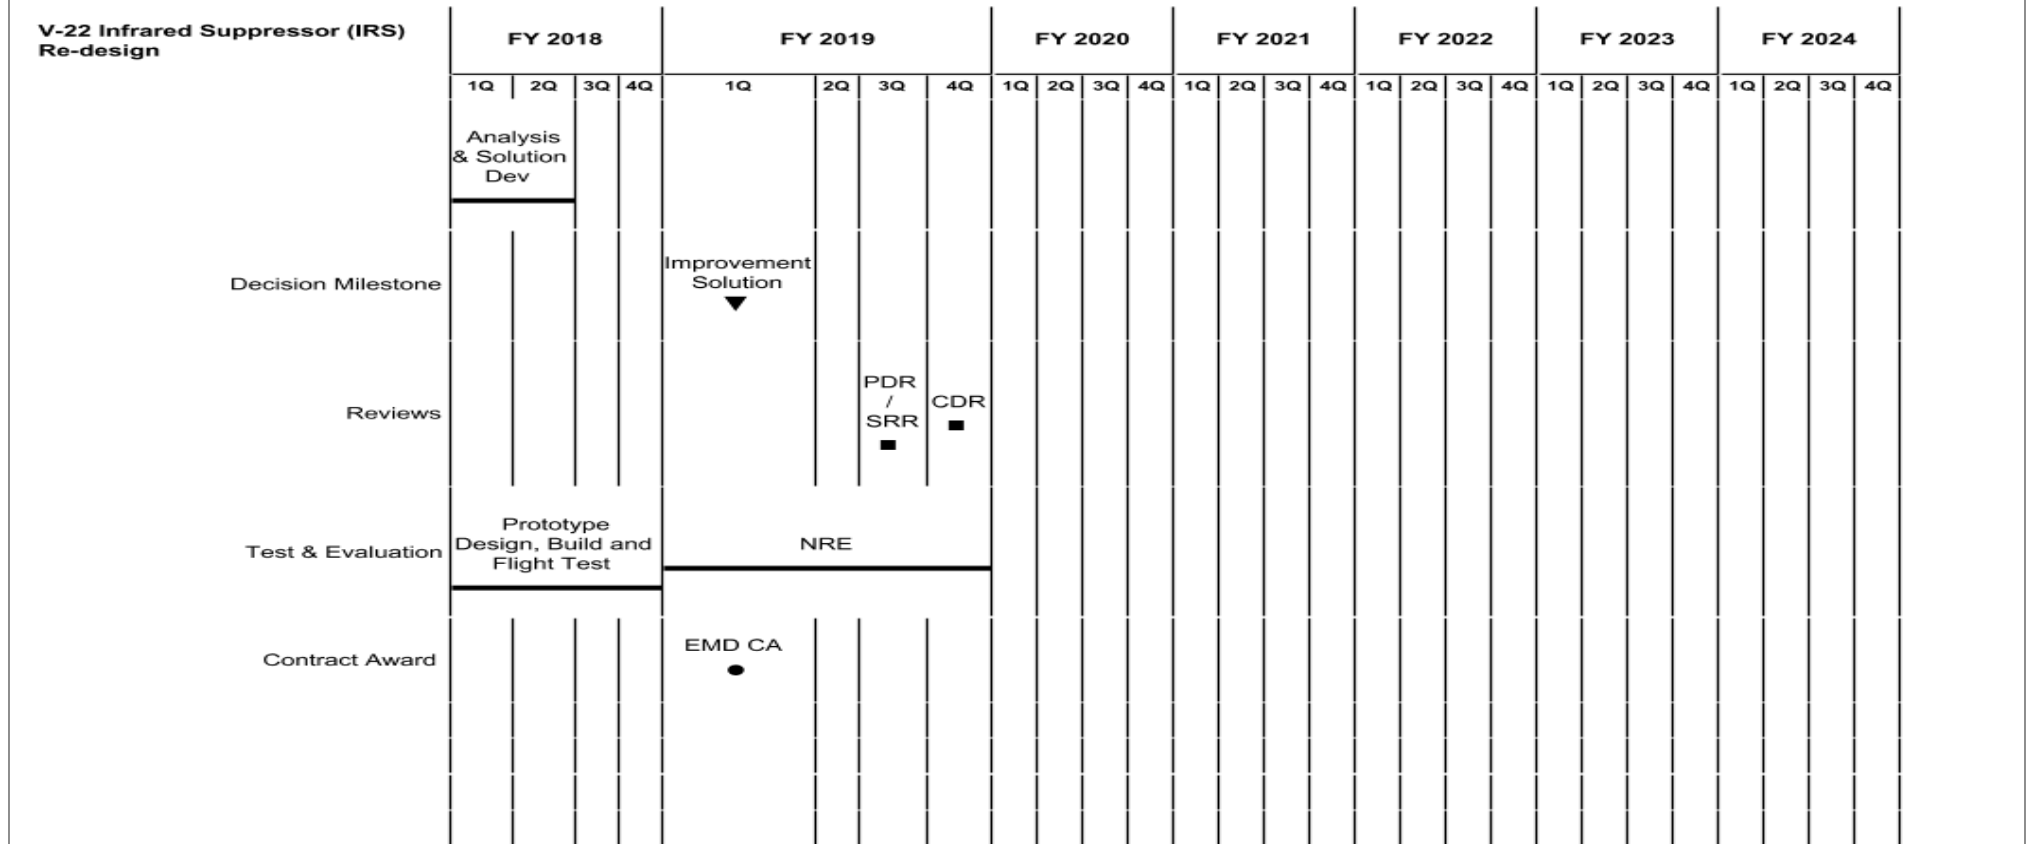 V-22 Infrared Suppressor (IRS)
Re-design
FY 2018 FY 2019 FY 2020 FY 2021 FY 2022 FY 2023 FY 2024
1Q 2Q 3Q 4Q 1Q 2Q 3Q 4Q 1Q 2Q 3Q 4Q 1Q 2Q 3Q 4Q 1Q 2Q 3Q 4Q 1Q 2Q 3Q 4Q 1Q 2Q 3Q 4Q
Analysis
& Solution
Dev
Decision Milestone
Improvement
Solution
Reviews
PDR
/
SRR
CDR
Test & Evaluation
Prototype
Design, Build and
Flight Test
NRE
Contract Award
EMD CA